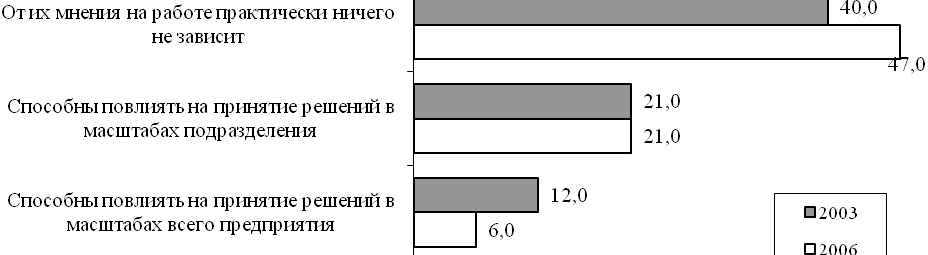 От их мнения на работе практически ничего
не зависит
40,0
47,0
Способны повлиять на принятие решений в
масштабах подразделения
21,0
21,0
Способны повлиять на принятие решений в
масштабах всего предприятия
12,0
6,0
2003
2006